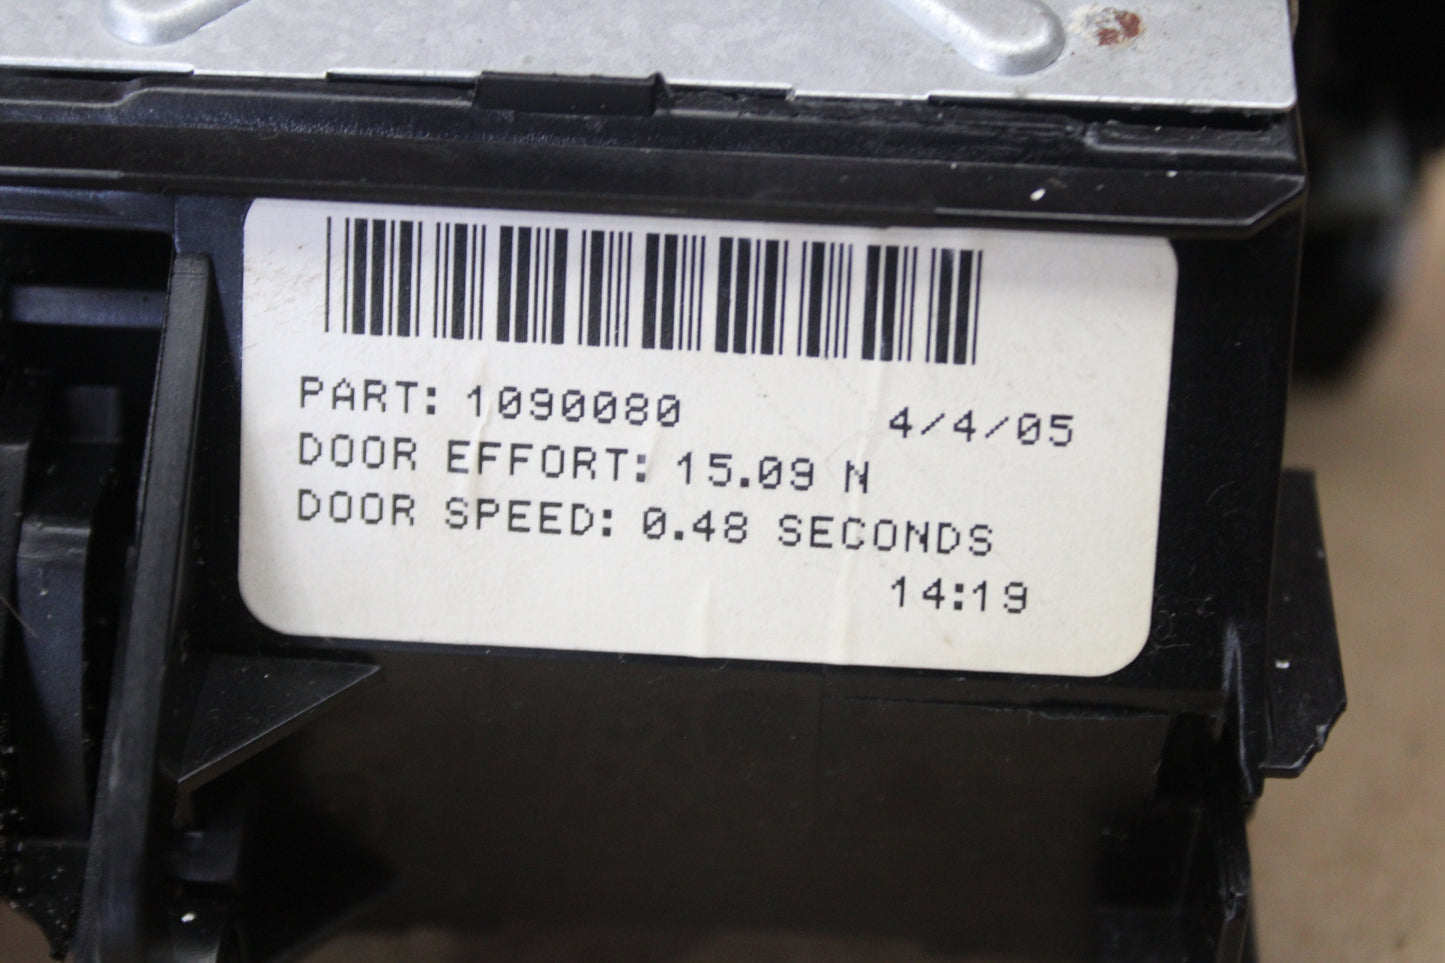 PART: 1090080 4/4/05
DOOR EFFORT: 15.09 N
DOOR SPEED: 0.48 SECONDS
14:19